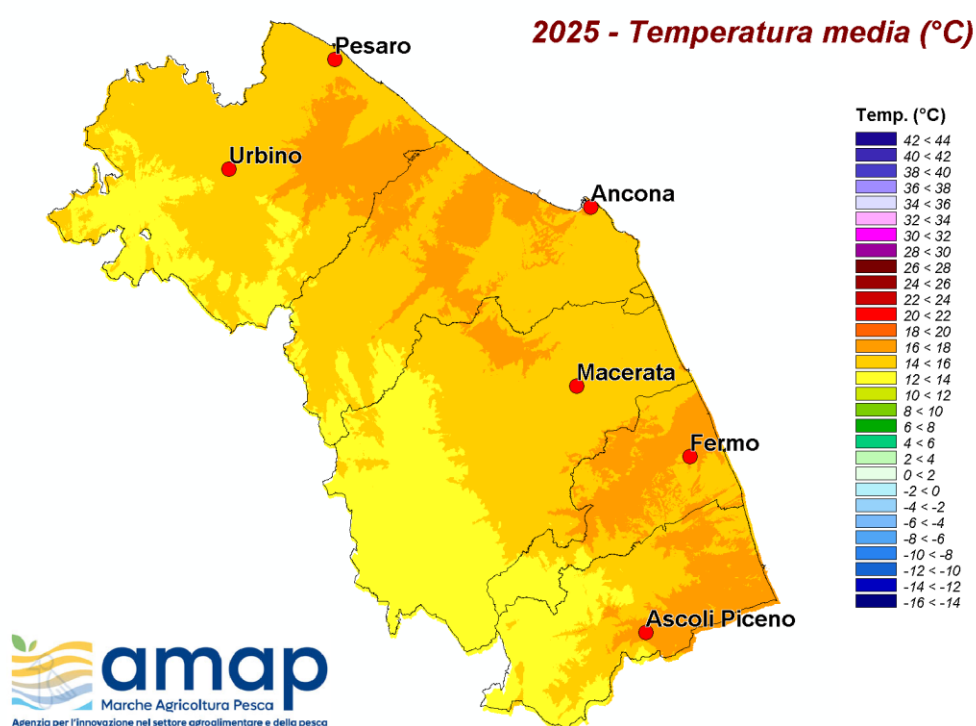 2025 - Temperatura media (°C)
Pesaro
Urbino
Ancona
Macerata
Fermo
Ascoli Piceno
Temp. (°C)
42 < 44
40 < 42
38 < 40
36 < 38
34 < 36
32 < 34
30 < 32
28 < 30
26 < 28
24 < 26
22 < 24
20 < 22
18 < 20
16 < 18
14 < 16
12 < 14
10 < 12
8 < 10
6 < 8
4 < 6
2 < 4
0 < 2
-2 < 0
-4 < -2
-6 < -4
-8 < -6
-10 < -8
-12 < -10
-14 < -12
-16 < -14
amap
Marche Agricoltura Pesca
Agenzia per l'innovazione nel settore agroalimentare e della pesca